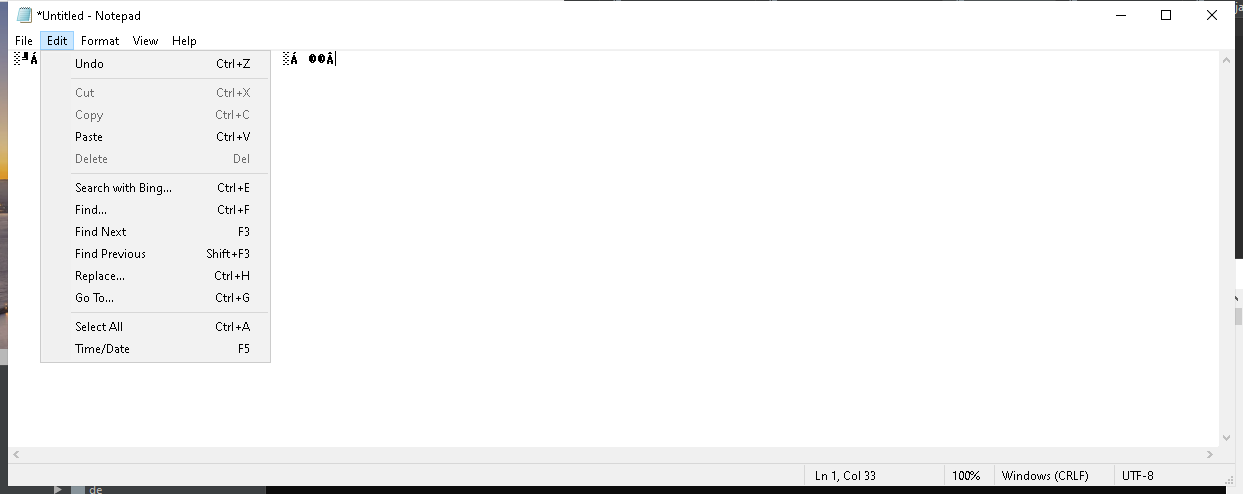 *Untitled - Notepad
File Edit Format View Help
Undo Ctrl+Z
Cut Ctrl+X
Copy Ctrl+C
Paste Ctrl+V
Delete Del
Search with Bing... Ctrl+E
Find... Ctrl+F
Find Next F3
Find Previous Shift+F3
Replace... Ctrl+H
Go To... Ctrl+G
Select All Ctrl+A
Time/Date F5
Ln 1, Col 33 100% Windows (CRLF) UTF-8
de